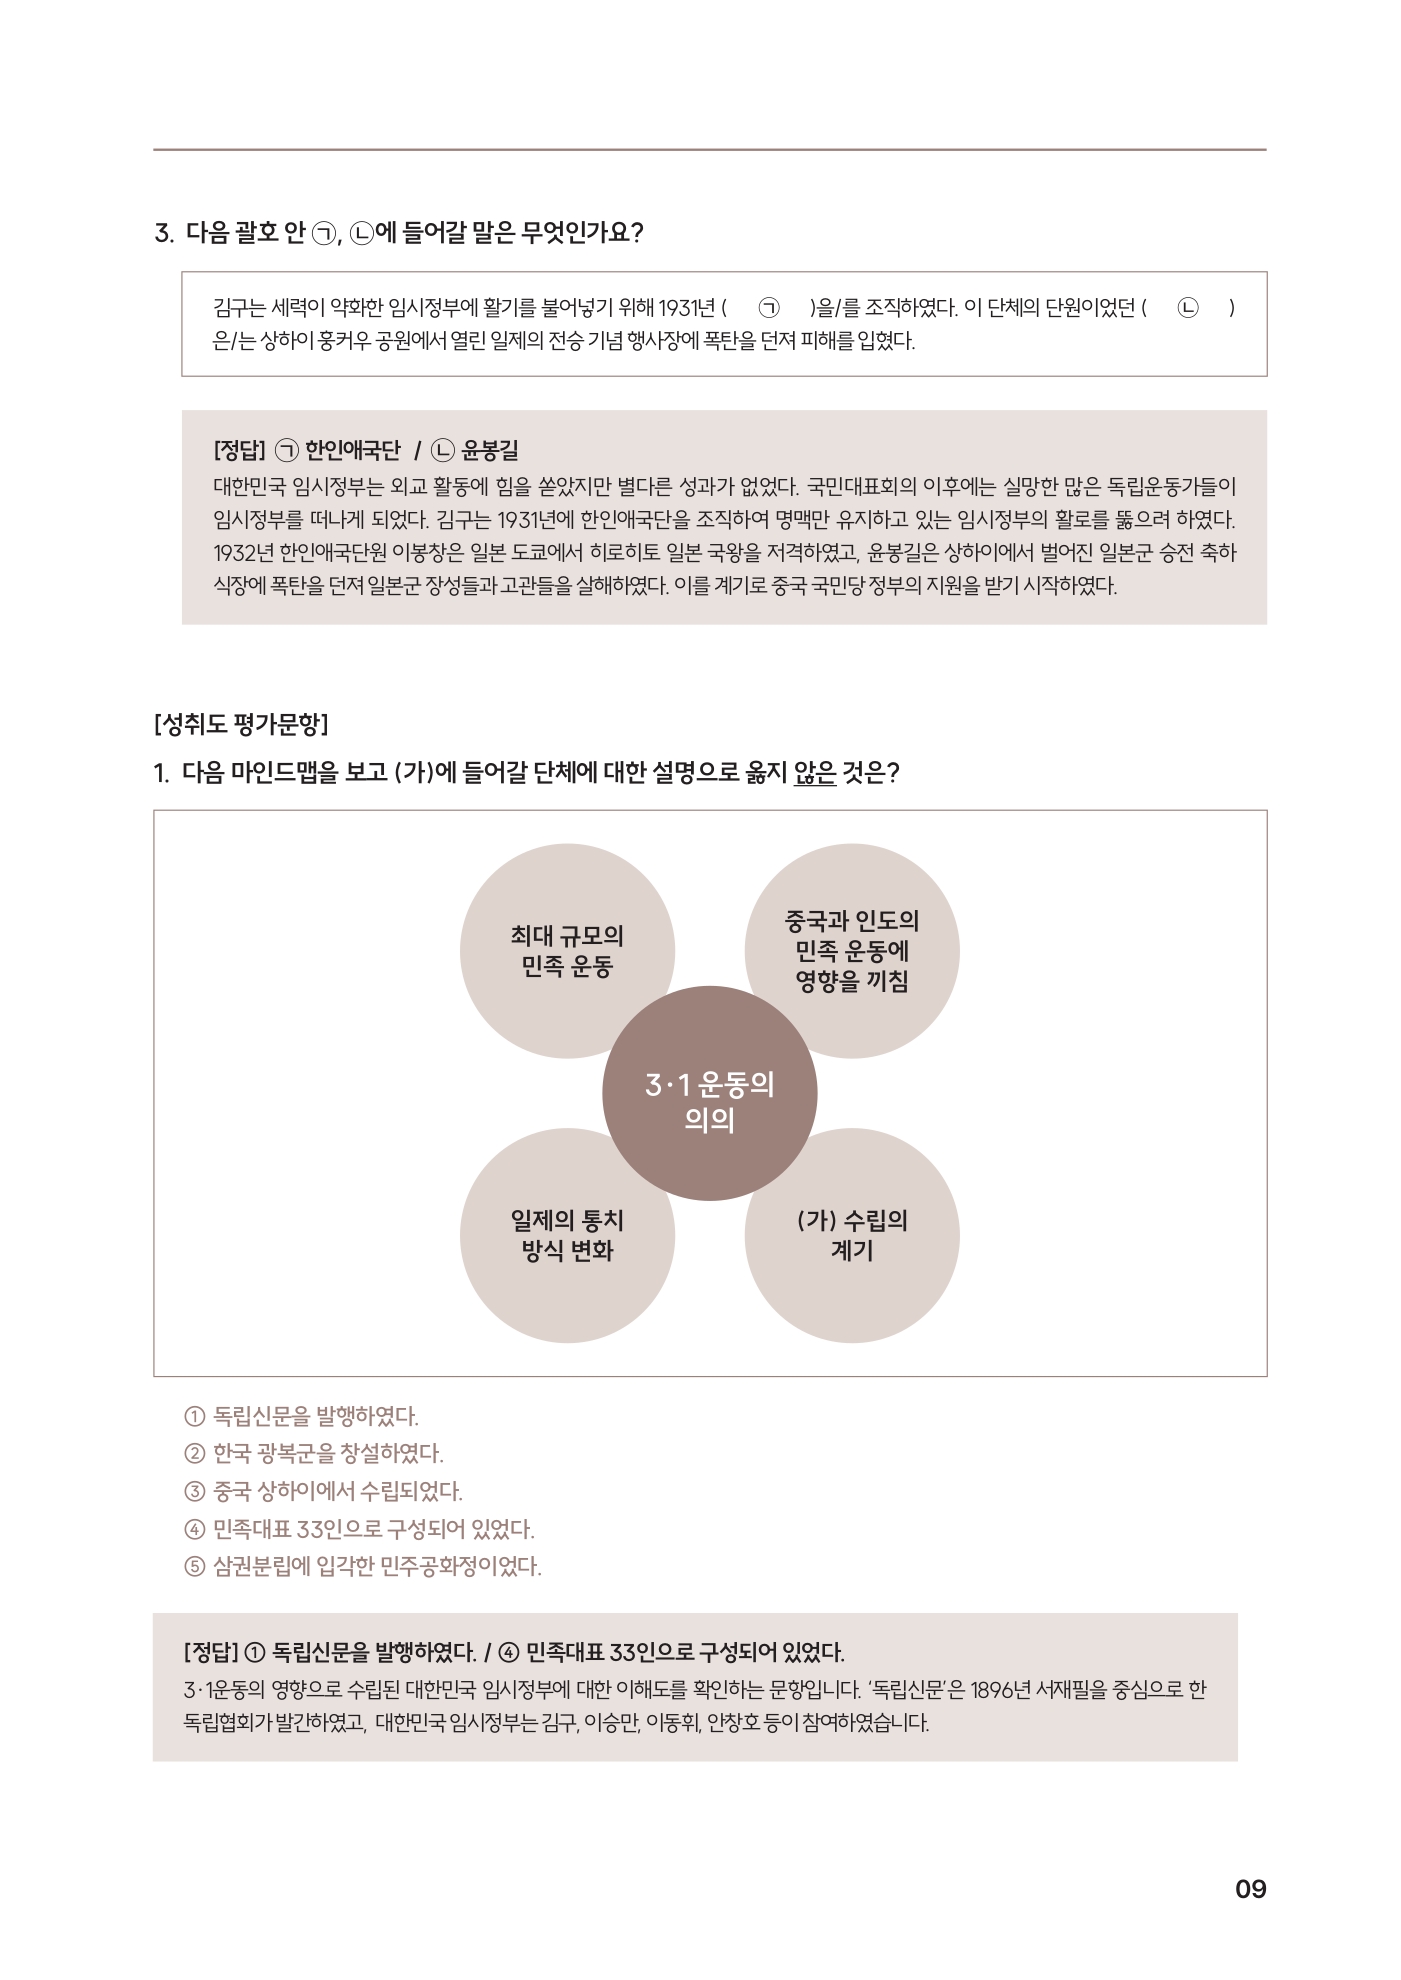 3. 다음 괄호 안 ㉠, ㉡에 들어갈 말은 무엇인가요?
김구는 세력이 약화한 임시정부에 활기를 불어넣기 위해 1931년 ( ㉠ )을/를 조직하였다. 이 단체의 단원이었던 ( ㉡ )
은/는 상하이 훙커우 공원에서 열린 일제의 전승 기념 행사장에 폭탄을 던져 피해를 입혔다.
[정답] ㉠ 한인애국단 / ㉡ 윤봉길
대한민국 임시정부는 외교 활동에 힘을 쏟았지만 별다른 성과가 없었다. 국민대표회의 이후에는 실망한 많은 독립운동가들이
임시정부를 떠나게 되었다. 김구는 1931년에 한인애국단을 조직하여 명맥만 유지하고 있는 임시정부의 활로를 뚫으려 하였다.
1932년 한인애국단원 이봉창은 일본 도쿄에서 히로히토 일본 국왕을 저격하였고, 윤봉길은 상하이에서 벌어진 일본군 승전 축하
식장에 폭탄을 던져 일본군 장성들과 고관들을 살해하였다. 이를 계기로 중국 국민당 정부의 지원을 받기 시작하였다.
[성취도 평가문항]
1. 다음 마인드맵을 보고 (가)에 들어갈 단체에 대한 설명으로 옳지 않은 것은?
최대 규모의
민족 운동
중국과 인도의
민족 운동에
영향을 끼침
3·1 운동의
의의
일제의 통치
방식 변화
(가) 수립의
계기
① 독립신문을 발행하였다.
② 한국 광복군을 창설하였다.
③ 중국 상하이에서 수립되었다.
④ 민족대표 33인으로 구성되어 있었다.
⑤ 삼권분립에 입각한 민주공화정이었다.
[정답] ① 독립신문을 발행하였다. / ④ 민족대표 33인으로 구성되어 있었다.
3·1운동의 영향으로 수립된 대한민국 임시정부에 대한 이해도를 확인하는 문항입니다. ‘독립신문’은 1896년 서재필을 중심으로 한
독립협회가 발간하였고, 대한민국 임시정부는 김구, 이승만, 이동휘, 안창호 등이 참여하였습니다.
09